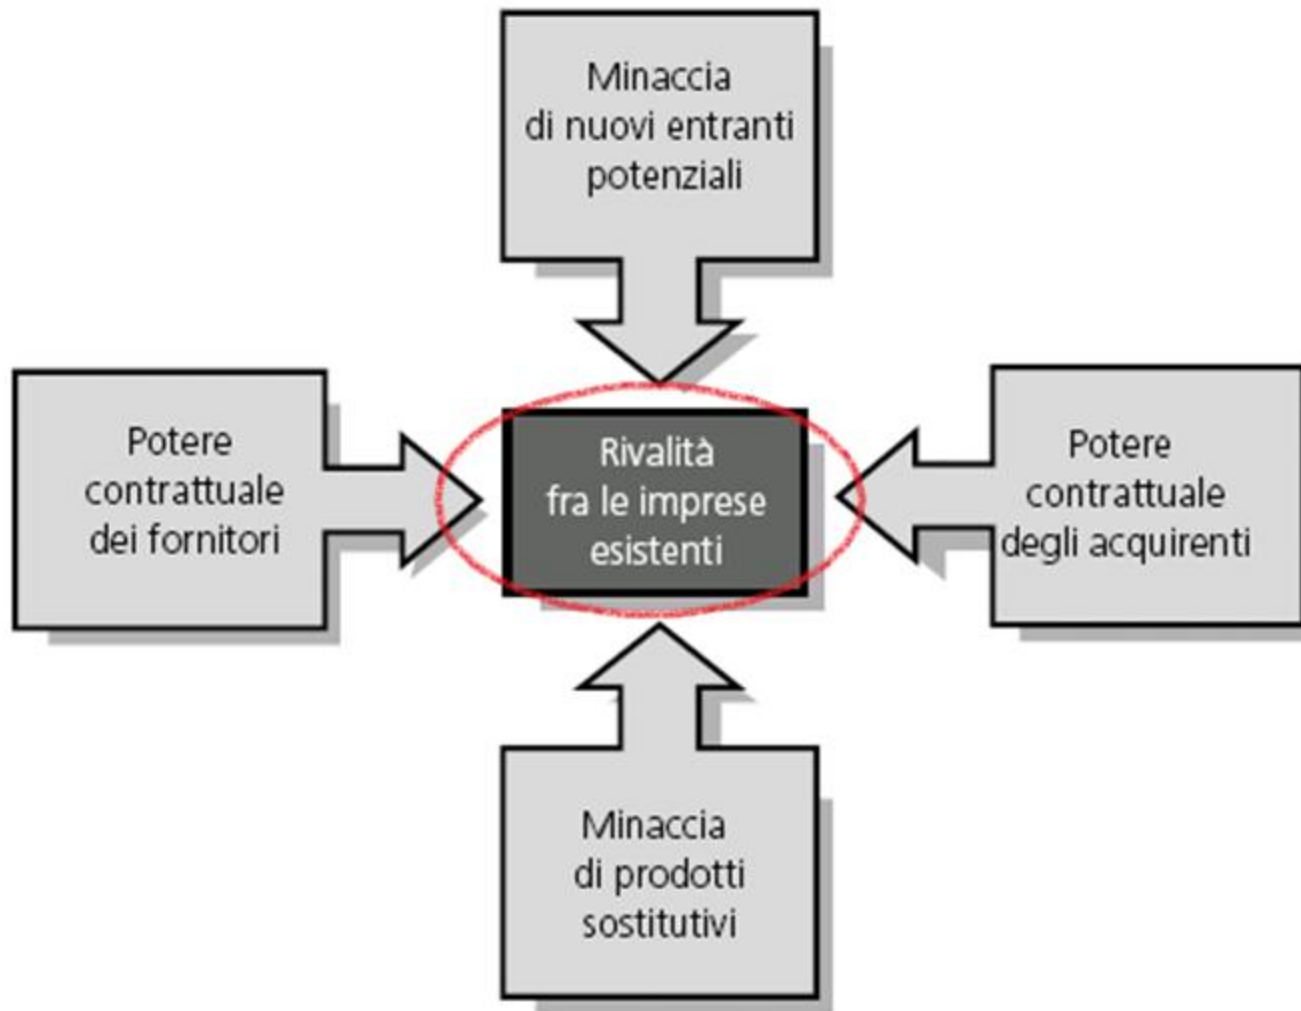 Minaccia
di nuovi entranti
potenziali
Potere
contrattuale
dei fornitori
Rivalità
fra le imprese
esistenti
Potere
contrattuale
degli acquirenti
Minaccia
di prodotti
sostitutivi